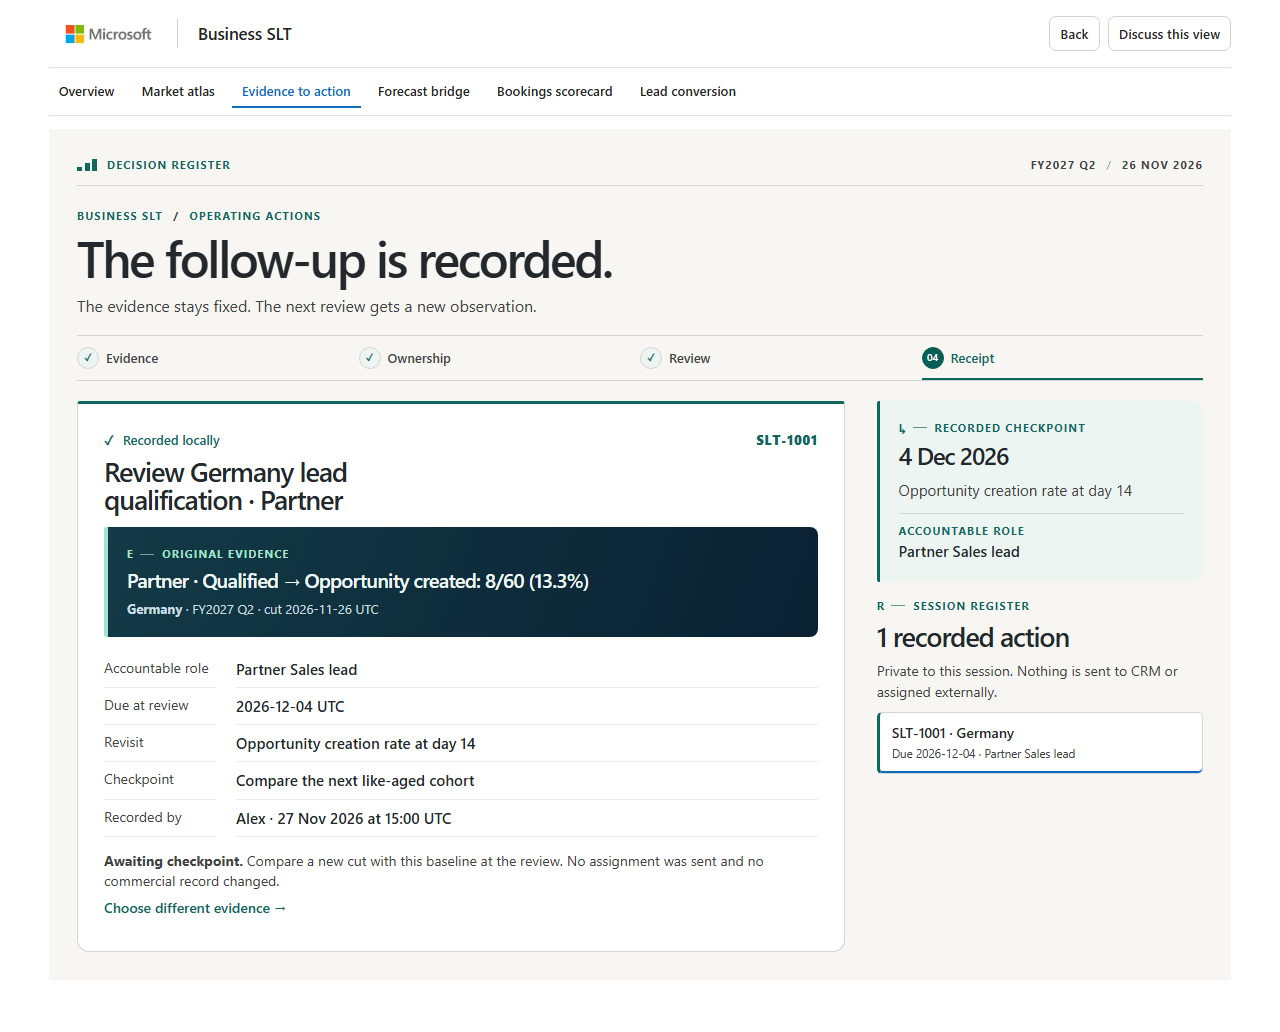 Microsoft
Business SLT
Back
Discuss this view
Overview
Market atlas
Evidence to action
Forecast bridge
Bookings scorecard
Lead conversion
DECISION REGISTER
FY2027 Q2 / 26 NOV 2026
BUSINESS SLT / OPERATING ACTIONS
The follow-up is recorded.
The evidence stays fixed. The next review gets a new observation.
✓ Evidence
✓ Ownership
✓ Review
04 Receipt
✓ Recorded locally
SLT-1001
Review Germany lead
qualification · Partner
E — ORIGINAL EVIDENCE
Partner · Qualified → Opportunity created: 8/60 (13.3%)
Germany · FY2027 Q2 · cut 2026-11-26 UTC
Accountable role
Partner Sales lead
Due at review
2026-12-04 UTC
Revisit
Opportunity creation rate at day 14
Checkpoint
Compare the next like-aged cohort
Recorded by
Alex · 27 Nov 2026 at 15:00 UTC
Awaiting checkpoint. Compare a new cut with this baseline at the review. No assignment was sent and no
commercial record changed.
Choose different evidence →
↳ — RECORDED CHECKPOINT
4 Dec 2026
Opportunity creation rate at day 14
ACCOUNTABLE ROLE
Partner Sales lead
R — SESSION REGISTER
1 recorded action
Private to this session. Nothing is sent to CRM or
assigned externally.
SLT-1001 · Germany
Due 2026-12-04 · Partner Sales lead